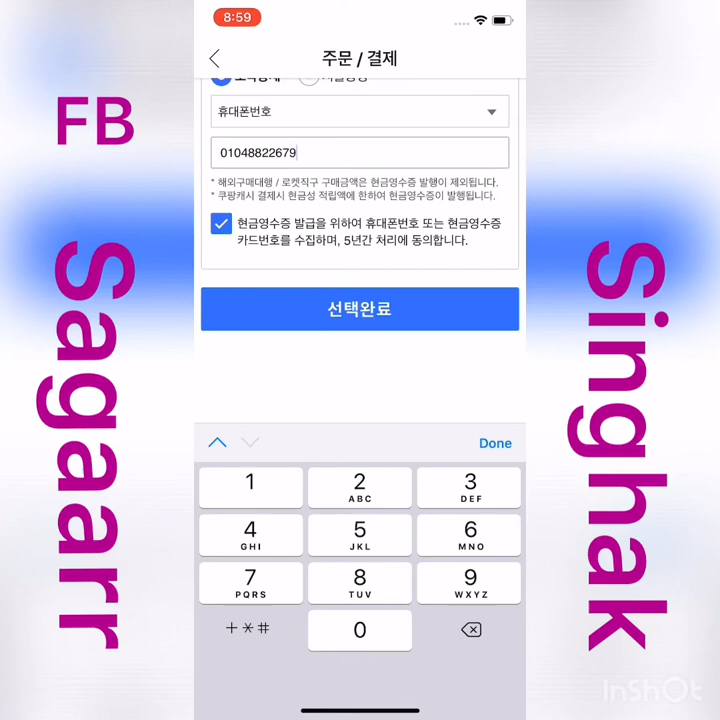 8:59
주문 / 결제
휴대폰번호
01048822679
* 해외구매대행 / 로켓직구 구매금액은 현금영수증 발행이 제외됩니다.
* 쿠팡캐시 결제시 현금성 적립액에 한하여 현금영수증이 발행됩니다.
현금영수증 발급을 위하여 휴대폰번호 또는 현금영수증
카드번호를 수집하며, 5년간 처리에 동의합니다.
선택완료
Done
1
2 ABC
3 DEF
4 GHI
5 JKL
6 MNO
7 PQRS
8 TUV
9 WXYZ
+*#
0
FB
Sagaarr
Singhak
InShOt